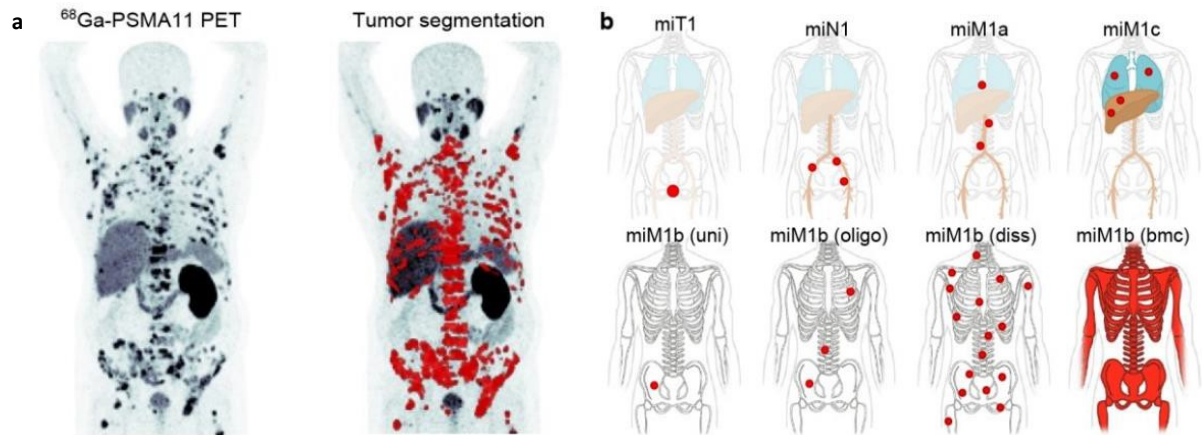 a
⁶⁸Ga-PSMA11 PET
Tumor segmentation
b
miT1
miN1
miM1a
miM1c
miM1b (uni)
miM1b (oligo)
miM1b (diss)
miM1b (bmc)